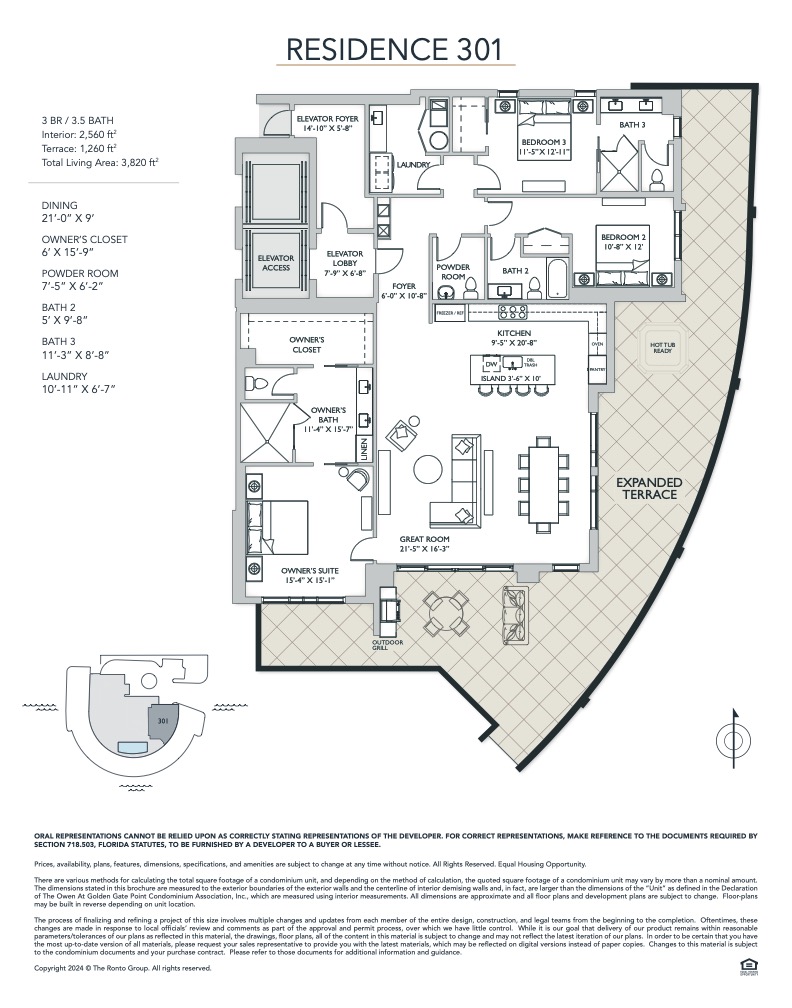 RESIDENCE 301
3 BR / 3.5 BATH
Interior: 2,560 ft²
Terrace: 1,260 ft²
Total Living Area: 3,820 ft²
DINING
21'-0" X 9'
OWNER'S CLOSET
6' X 15'-9"
POWDER ROOM
7'-5" X 6'-2"
BATH 2
5' X 9'-8"
BATH 3
11'-3" X 8'-8"
LAUNDRY
10'-11" X 6'-7"
ELEVATOR FOYER
14'-10" X 5'-8"
LAUNDRY
BEDROOM 3
11'-5" X 12'-11"
BATH 3
ELEVATOR
ACCESS
ELEVATOR
LOBBY
7'-9" X 6'-8"
FOYER
6'-0" X 10'-8"
POWDER
ROOM
BATH 2
BEDROOM 2
10'-8" X 12'
FREEZER / REF
KITCHEN
9'-5" X 20'-8"
OVEN
PANTRY
DW
DBL
TRASH
ISLAND 3'-6" X 10'
HOT TUB
READY
OWNER'S
CLOSET
OWNER'S
BATH
11'-4" X 15'-7"
LINEN
EXPANDED
TERRACE
GREAT ROOM
21'-5" X 16'-3"
OWNER'S SUITE
15'-4" X 15'-1"
OUTDOOR
GRILL
301
ORAL REPRESENTATIONS CANNOT BE RELIED UPON AS CORRECTLY STATING REPRESENTATIONS OF THE DEVELOPER. FOR CORRECT REPRESENTATIONS, MAKE REFERENCE TO THE DOCUMENTS REQUIRED BY
SECTION 718.503, FLORIDA STATUTES, TO BE FURNISHED BY A DEVELOPER TO A BUYER OR LESSEE.
Prices, availability, plans, features, dimensions, specifications, and amenities are subject to change at any time without notice. All Rights Reserved. Equal Housing Opportunity.
There are various methods for calculating the total square footage of a condominium unit, and depending on the method of calculation, the quoted square footage of a condominium unit may vary by more than a nominal amount.
The dimensions stated in this brochure are measured to the exterior boundaries of the exterior walls and the centerline of interior demising walls and, in fact, are larger than the dimensions of the "Unit" as defined in the Declaration
of The Owen At Golden Gate Point Condominium Association, Inc., which are measured using interior measurements. All dimensions are approximate and all floor plans and development plans are subject to change. Floor-plans
may be built in reverse depending on unit location.
The process of finalizing and refining a project of this size involves multiple changes and updates from each member of the entire design, construction, and legal teams from the beginning to the completion. Oftentimes, these
changes are made in response to local officials' review and comments as part of the approval and permit process, over which we have little control. While it is our goal that delivery of our product remains within reasonable
parameters/tolerances of our plans as reflected in this material, the drawings, floor plans, all of the content in this material is subject to change and may not reflect the latest iteration of our plans. In order to be certain that you have
the most up-to-date version of all materials, please request your sales representative to provide you with the latest materials, which may be reflected on digital versions instead of paper copies. Changes to this material is subject
to the condominium documents and your purchase contract. Please refer to those documents for additional information and guidance.
Copyright 2024 © The Ronto Group. All rights reserved.